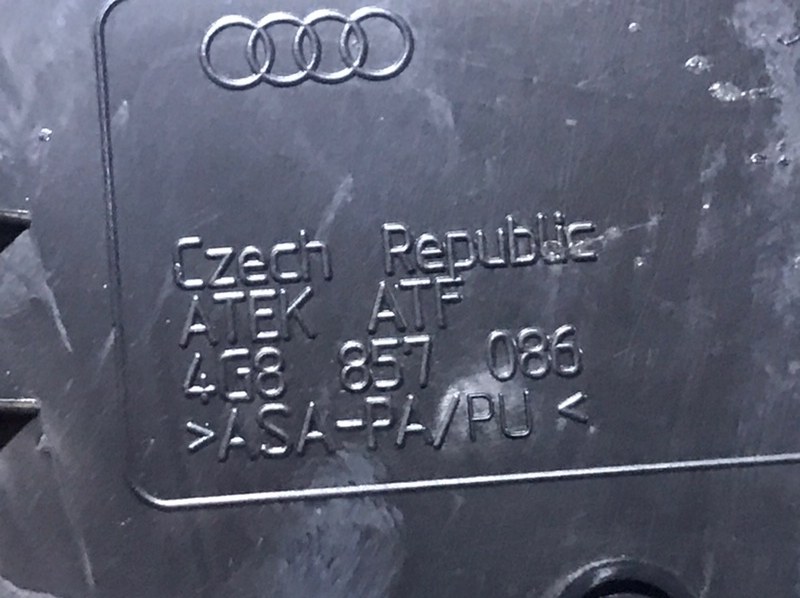 Czech Republic
ATEK ATF
4G8 857 086
>ASA-PA/PU <